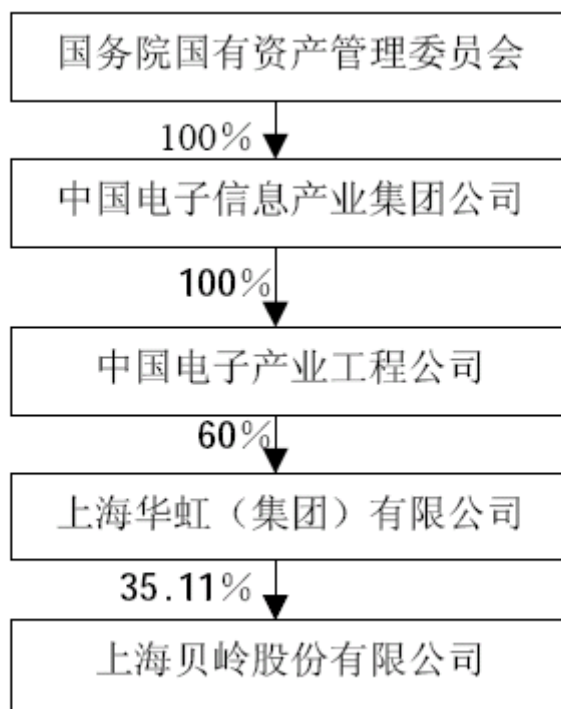 国务院国有资产管理委员会
100%
中国电子信息产业集团公司
100%
中国电子产业工程公司
60%
上海华虹（集团）有限公司
35.11%
上海贝岭股份有限公司